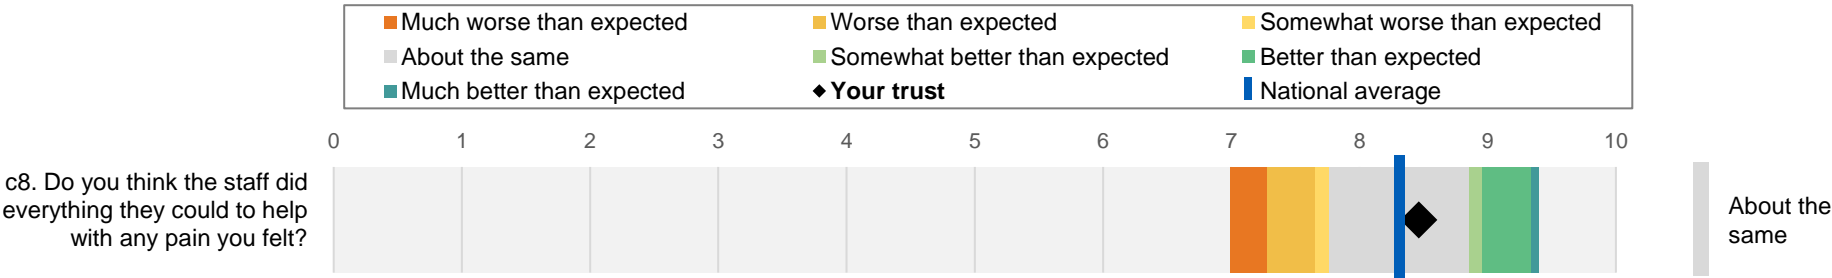 Much worse than expected Worse than expected Somewhat worse than expected
About the same Somewhat better than expected Better than expected
Much better than expected Your trust National average
0 1 2 3 4 5 6 7 8 9 10
c8. Do you think the staff did
everything they could to help
with any pain you felt?
About the
same